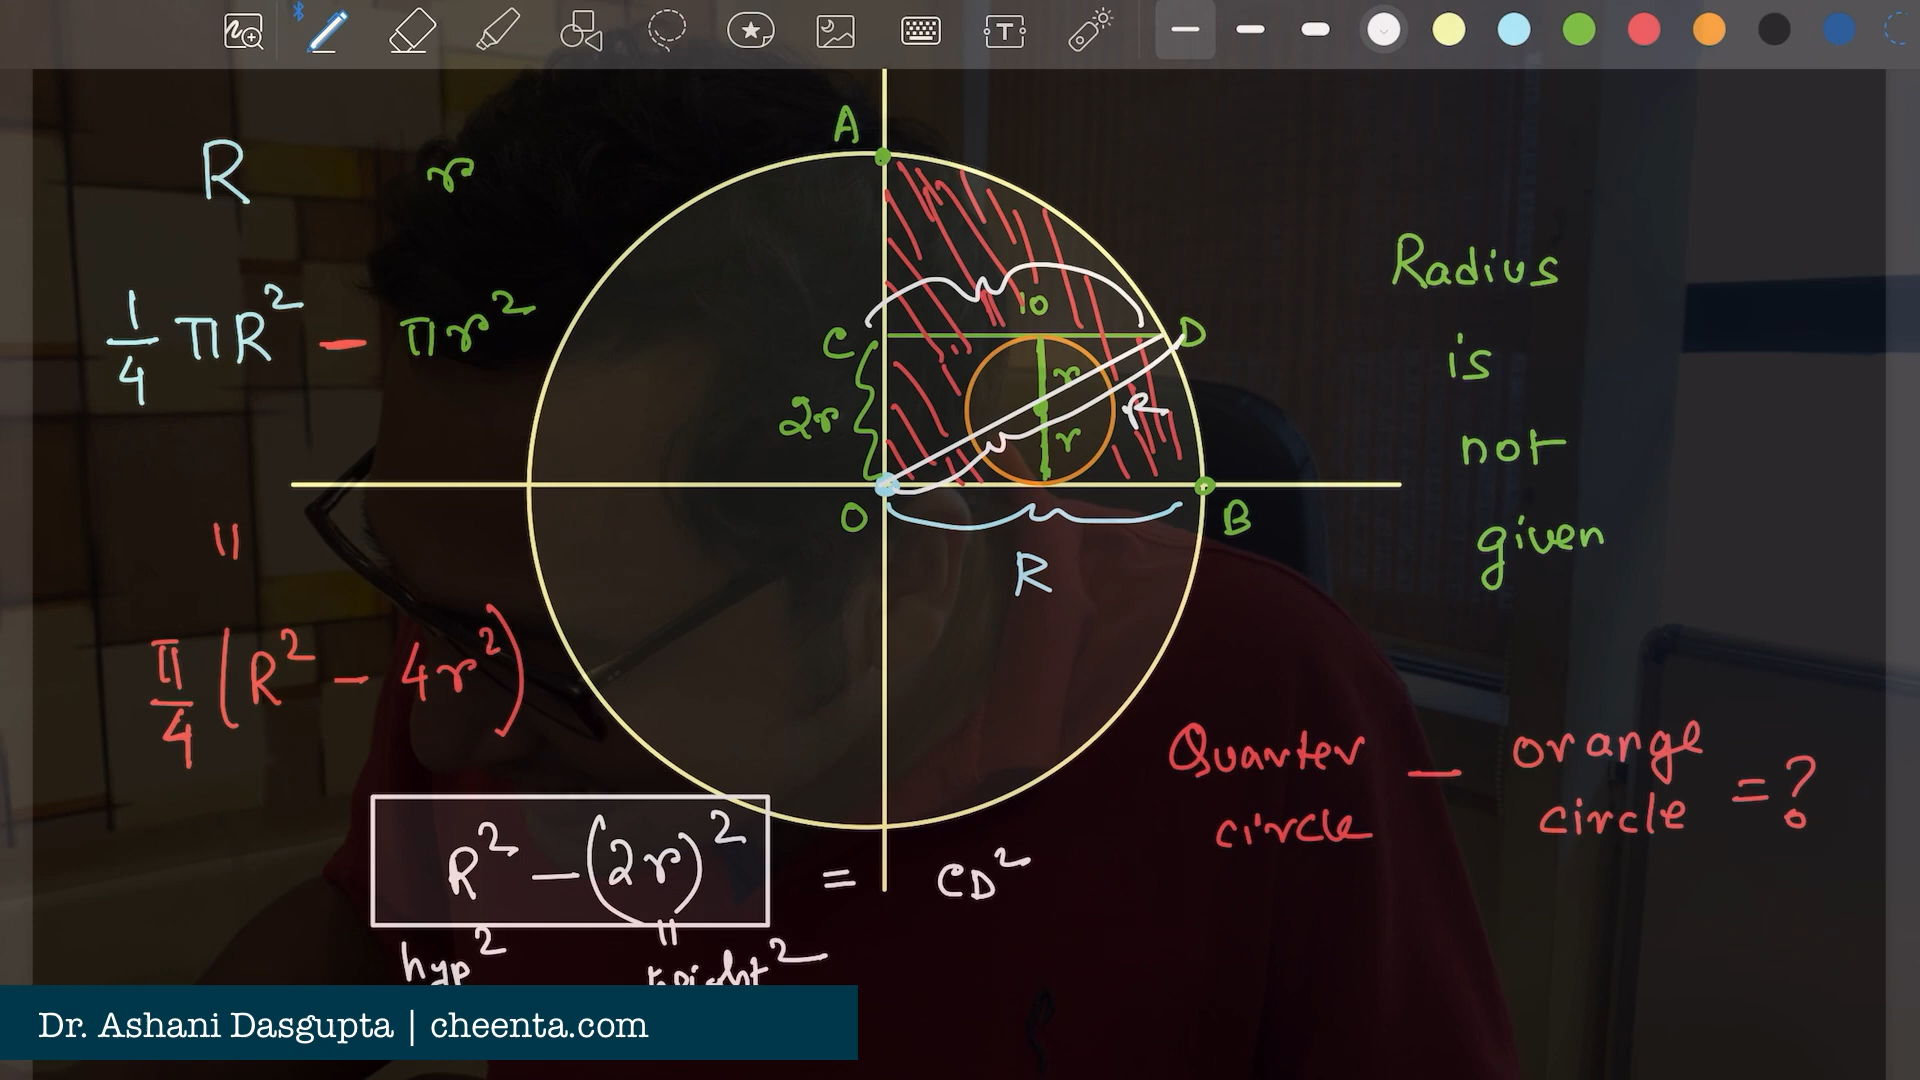 R r
1/4 πR² − πr²
=
π/4 (R² − 4r²)
A
10
C
D
2r
r
r
R
O
B
R
Radius
is
not
given
Quarter circle − orange circle = ?
R² − (2r)² = CD²
=
hyp² height²
T
Dr. Ashani Dasgupta | cheenta.com